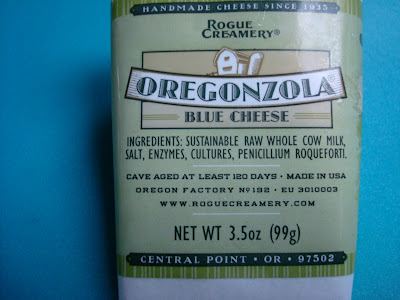 HANDMADE CHEESE SINCE 1935
ROGUE
CREAMERY®
OREGONZOLA®
BLUE CHEESE
INGREDIENTS: SUSTAINABLE RAW WHOLE COW MILK,
SALT, ENZYMES, CULTURES, PENICILLIUM ROQUEFORTI.
CAVE AGED AT LEAST 120 DAYS • MADE IN USA
OREGON FACTORY Nº 192 • EU 3010003
WWW.ROGUECREAMERY.COM
NET WT 3.5oz (99g)
CENTRAL POINT • OR • 97502